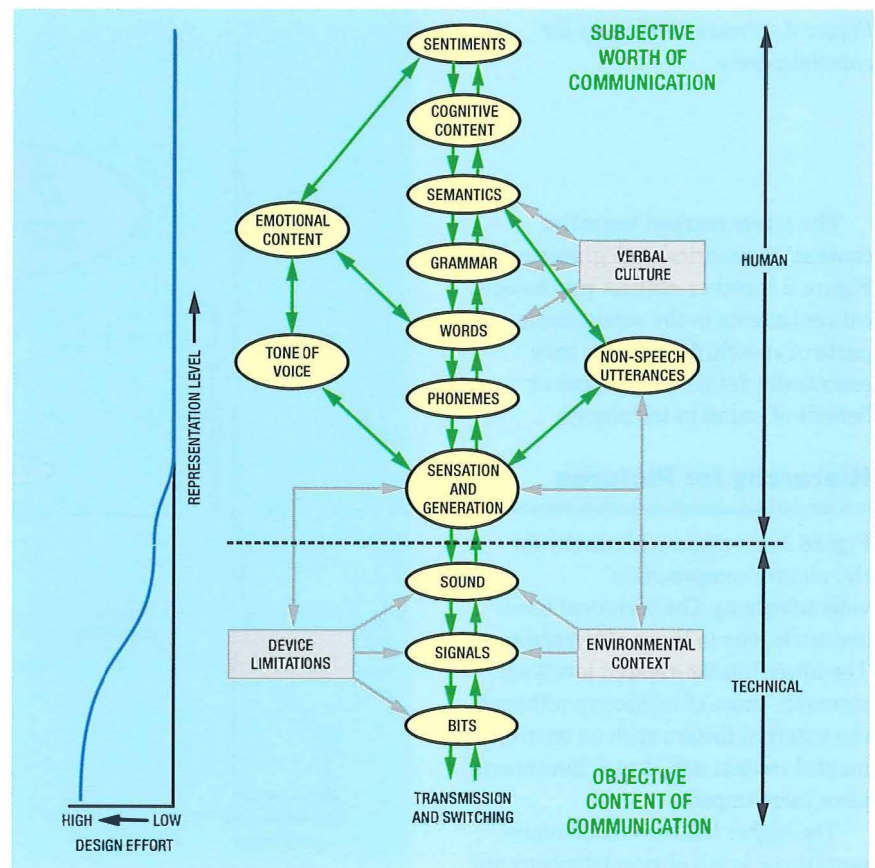 SENTIMENTS
SUBJECTIVE
WORTH OF
COMMUNICATION
COGNITIVE
CONTENT
SEMANTICS
EMOTIONAL
CONTENT
VERBAL
CULTURE
HUMAN
GRAMMAR
WORDS
TONE OF
VOICE
NON-SPEECH
UTTERANCES
PHONEMES
REPRESENTATION LEVEL
SENSATION
AND
GENERATION
SOUND
DEVICE
LIMITATIONS
SIGNALS
ENVIRONMENTAL
CONTEXT
TECHNICAL
BITS
TRANSMISSION
AND SWITCHING
OBJECTIVE
CONTENT OF
COMMUNICATION
HIGH LOW
DESIGN EFFORT